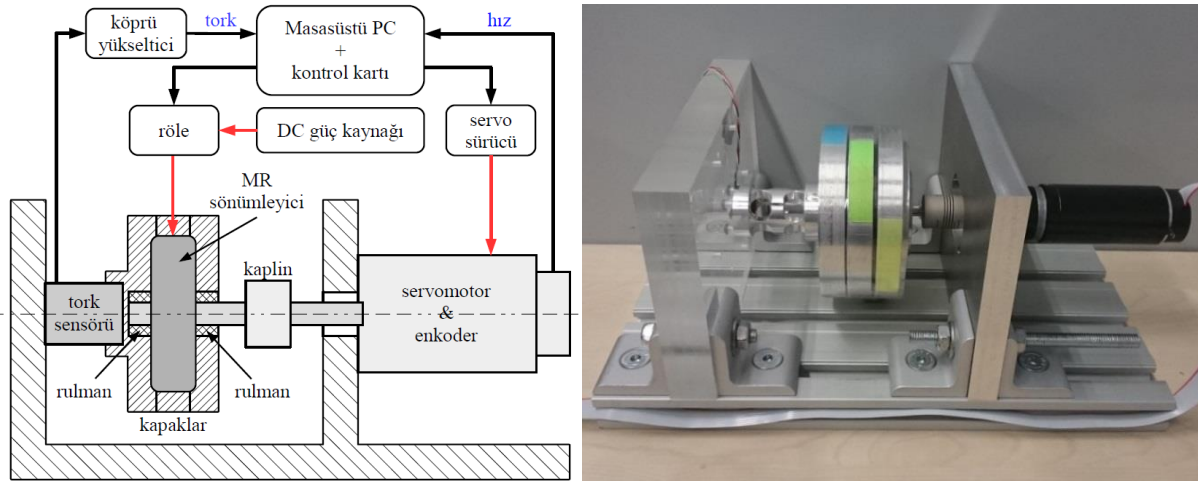 köprü
yükseltici
tork
Masasüstü PC
+
kontrol kartı
hız
röle
DC güç kaynağı
servo
sürücü
MR
sönümleyici
kaplin
tork
sensörü
servomotor
&
enkoder
rulman
rulman
kapaklar